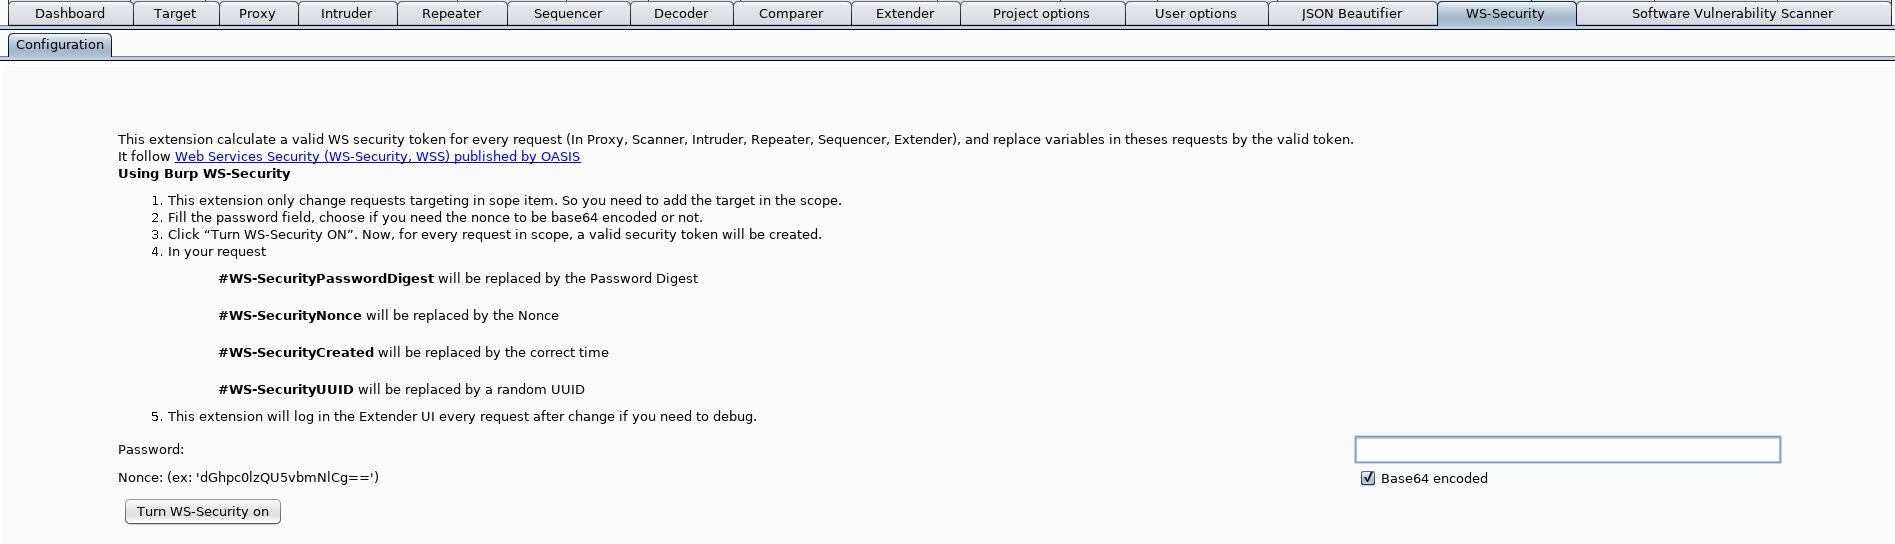 Dashboard Target Proxy Intruder Repeater Sequencer Decoder Comparer Extender Project options User options JSON Beautifier WS-Security Software Vulnerability Scanner
Configuration
This extension calculate a valid WS security token for every request (In Proxy, Scanner, Intruder, Repeater, Sequencer, Extender), and replace variables in theses requests by the valid token.
It follow Web Services Security (WS-Security, WSS) published by OASIS
Using Burp WS-Security
1. This extension only change requests targeting in sope item. So you need to add the target in the scope.
2. Fill the password field, choose if you need the nonce to be base64 encoded or not.
3. Click “Turn WS-Security ON”. Now, for every request in scope, a valid security token will be created.
4. In your request
#WS-SecurityPasswordDigest will be replaced by the Password Digest
#WS-SecurityNonce will be replaced by the Nonce
#WS-SecurityCreated will be replaced by the correct time
#WS-SecurityUUID will be replaced by a random UUID
5. This extension will log in the Extender UI every request after change if you need to debug.
Password:
Nonce: (ex: 'dGhpc0lzQU5vbmNlCg==') Base64 encoded
Turn WS-Security on